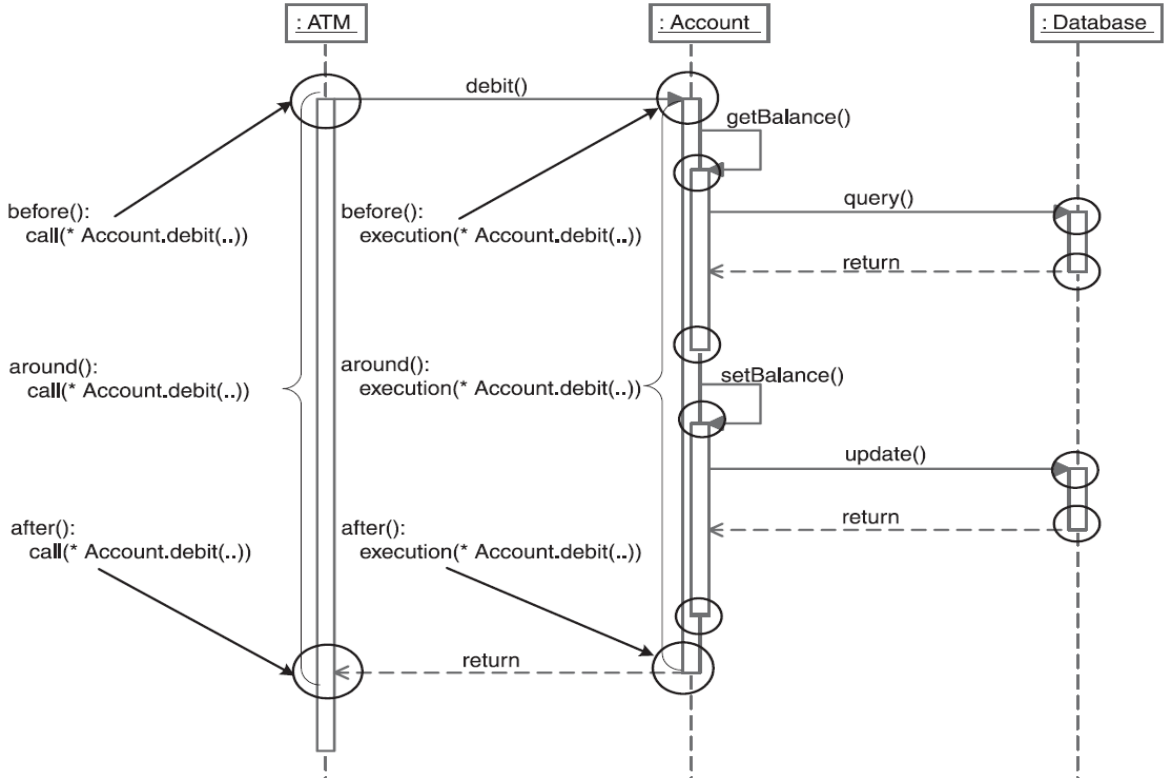 : ATM
: Account
: Database
debit()
getBalance()
before():
call(* Account.debit(..))
before():
execution(* Account.debit(..))
query()
return
around():
call(* Account.debit(..))
around():
execution(* Account.debit(..))
setBalance()
update()
return
after():
call(* Account.debit(..))
after():
execution(* Account.debit(..))
return